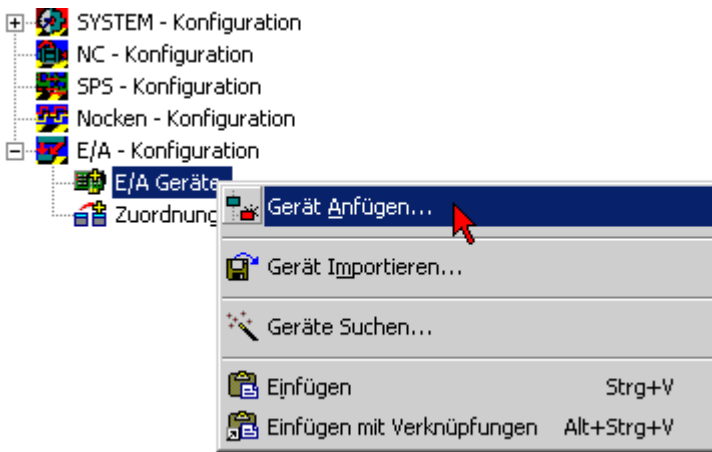 SYSTEM - Konfiguration
NC - Konfiguration
SPS - Konfiguration
Nocken - Konfiguration
E/A - Konfiguration
E/A Geräte
Zuordnung
Gerät Anfügen...
Gerät Importieren...
Geräte Suchen...
Einfügen Strg+V
Einfügen mit Verknüpfungen Alt+Strg+V